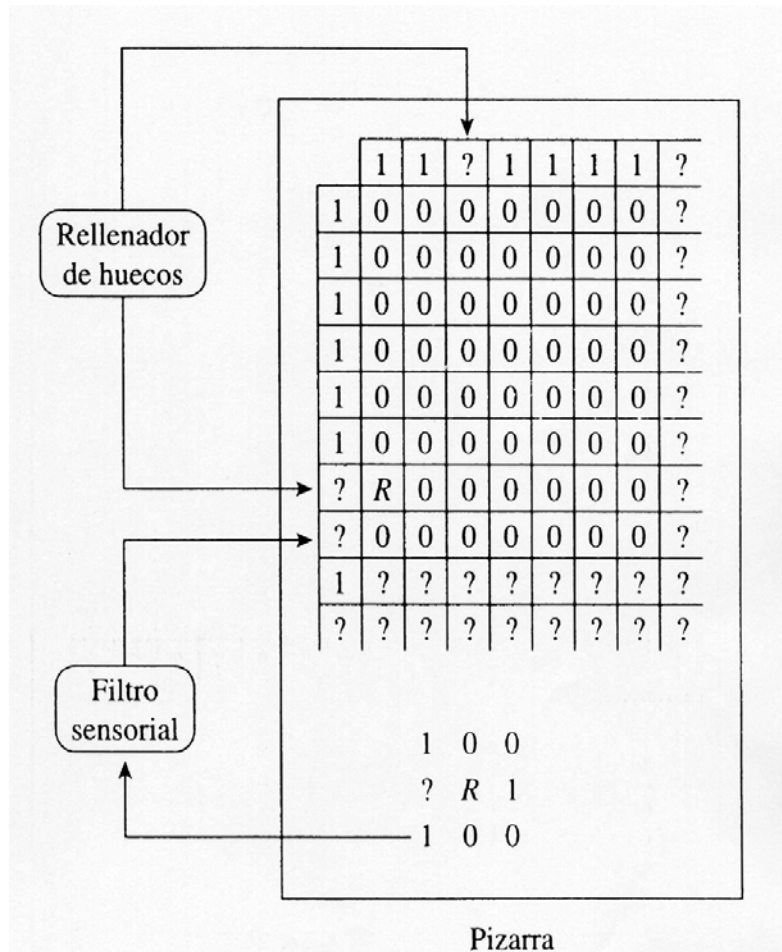 1 1 ? 1 1 1 1 ?
1 0 0 0 0 0 0 0 ?
Rellenador
de huecos
1 0 0 0 0 0 0 0 ?
1 0 0 0 0 0 0 0 ?
1 0 0 0 0 0 0 0 ?
1 0 0 0 0 0 0 0 ?
1 0 0 0 0 0 0 0 ?
? R 0 0 0 0 0 0 ?
? 0 0 0 0 0 0 0 ?
1 ? ? ? ? ? ? ? ?
? ? ? ? ? ? ? ? ?
Filtro
sensorial
1 0 0
? R 1
1 0 0
Pizarra